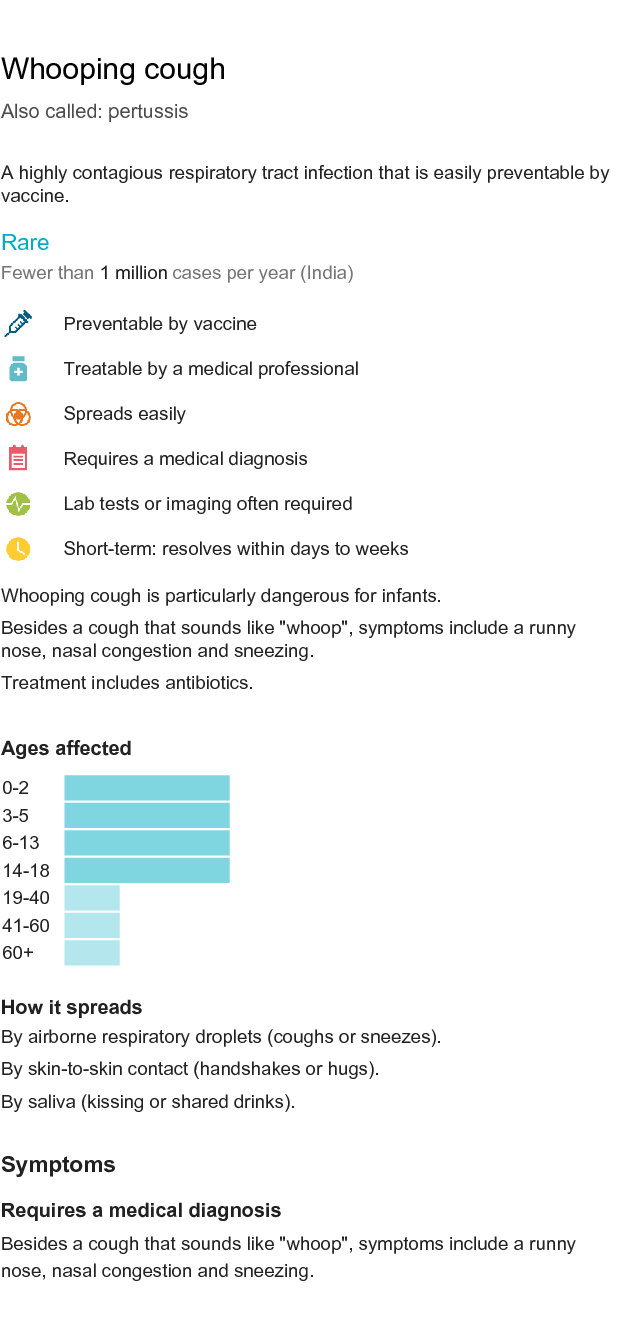 Whooping cough
Also called: pertussis
A highly contagious respiratory tract infection that is easily preventable by
vaccine.
Rare
Fewer than 1 million cases per year (India)
Preventable by vaccine
Treatable by a medical professional
Spreads easily
Requires a medical diagnosis
Lab tests or imaging often required
Short-term: resolves within days to weeks
Whooping cough is particularly dangerous for infants.
Besides a cough that sounds like "whoop", symptoms include a runny
nose, nasal congestion and sneezing.
Treatment includes antibiotics.
Ages affected
0-2
3-5
6-13
14-18
19-40
41-60
60+
How it spreads
By airborne respiratory droplets (coughs or sneezes).
By skin-to-skin contact (handshakes or hugs).
By saliva (kissing or shared drinks).
Symptoms
Requires a medical diagnosis
Besides a cough that sounds like "whoop", symptoms include a runny
nose, nasal congestion and sneezing.